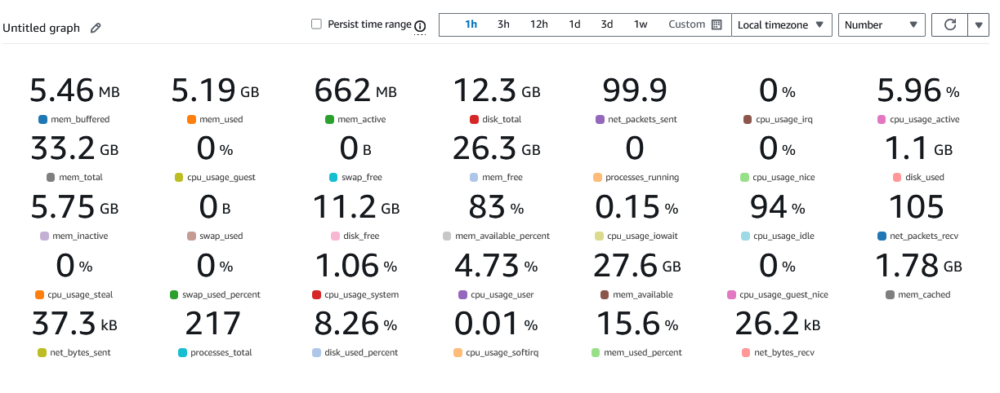 Untitled graph Persist time range 1h 3h 12h 1d 3d 1w Custom Local timezone Number
5.46 MB 5.19 GB 662 MB 12.3 GB 99.9 0 % 5.96 %
mem_buffered mem_used mem_active disk_total net_packets_sent cpu_usage_irq cpu_usage_active
33.2 GB 0 % 0 B 26.3 GB 0 0 % 1.1 GB
mem_total cpu_usage_guest swap_free mem_free processes_running cpu_usage_nice disk_used
5.75 GB 0 B 11.2 GB 83 % 0.15 % 94 % 105
mem_inactive swap_used disk_free mem_available_percent cpu_usage_iowait cpu_usage_idle net_packets_recv
0 % 0 % 1.06 % 4.73 % 27.6 GB 0 % 1.78 GB
cpu_usage_steal swap_used_percent cpu_usage_system cpu_usage_user mem_available cpu_usage_guest_nice mem_cached
37.3 kB 217 8.26 % 0.01 % 15.6 % 26.2 kB
net_bytes_sent processes_total disk_used_percent cpu_usage_softirq mem_used_percent net_bytes_recv